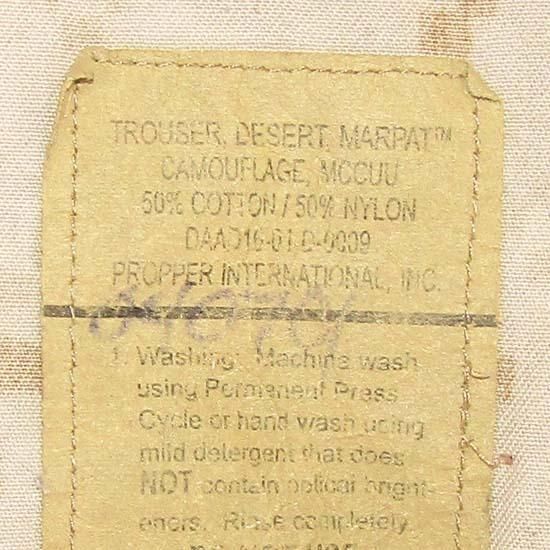 TROUSER, DESERT, MARPAT™
CAMOUFLAGE, MCCUU
50% COTTON / 50% NYLON
DAAD16-01-D-0009
PROPPER INTERNATIONAL, INC.
1. Washing: Machine wash
using Permanent Press
Cycle or hand wash using
mild detergent that does
NOT contain optical bright-
eners. Rinse completely.